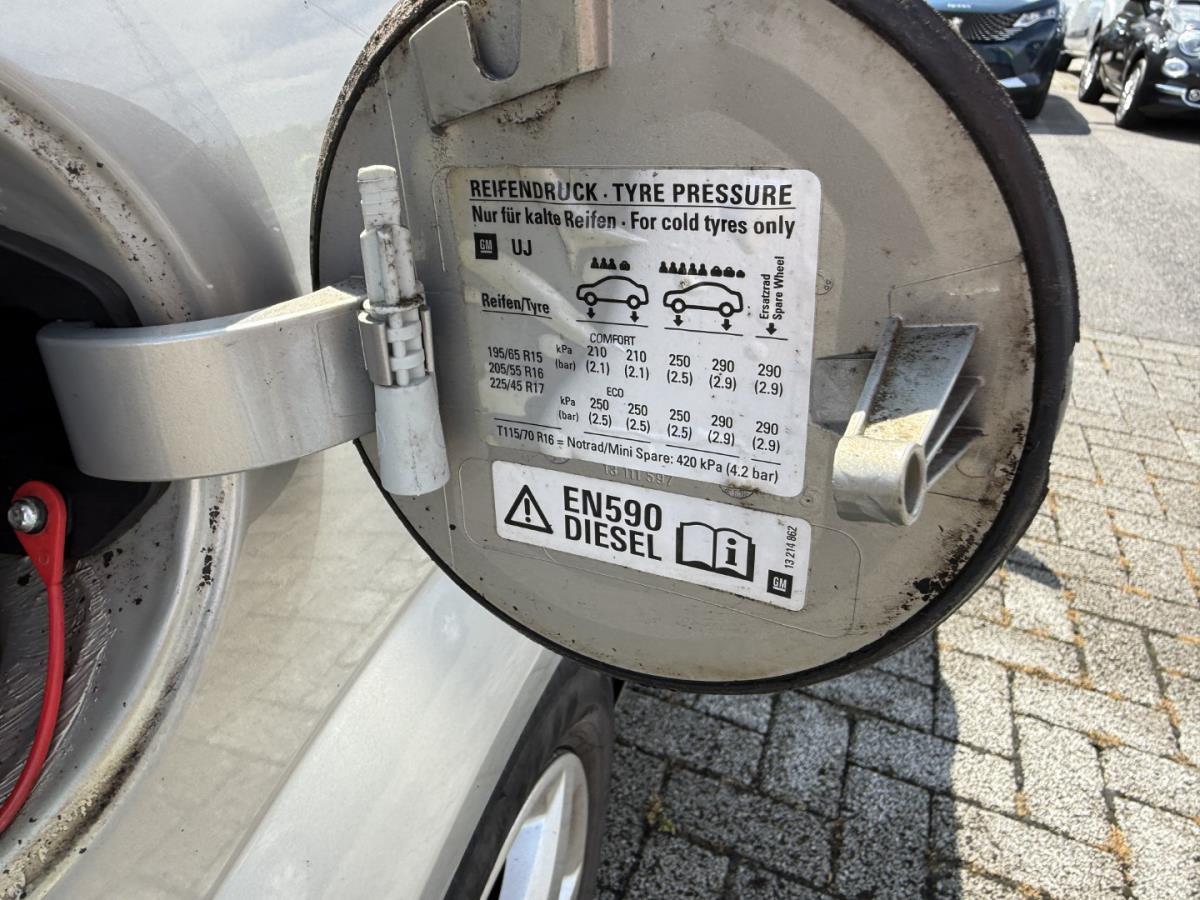 REIFENDRUCK · TYRE PRESSURE
Nur für kalte Reifen · For cold tyres only
GM UJ
Ersatzrad
Spare Wheel
Reifen/Tyre
COMFORT
195/65 R15
205/55 R16
225/45 R17
kPa 210 210 250 290 290
(bar) (2.1) (2.1) (2.5) (2.9) (2.9)
ECO
kPa 250 250 250 290 290
(bar) (2.5) (2.5) (2.5) (2.9) (2.9)
T115/70 R16 = Notrad/Mini Spare: 420 kPa (4.2 bar)
13 111 597
EN590
DIESEL
i
13 214 862
GM